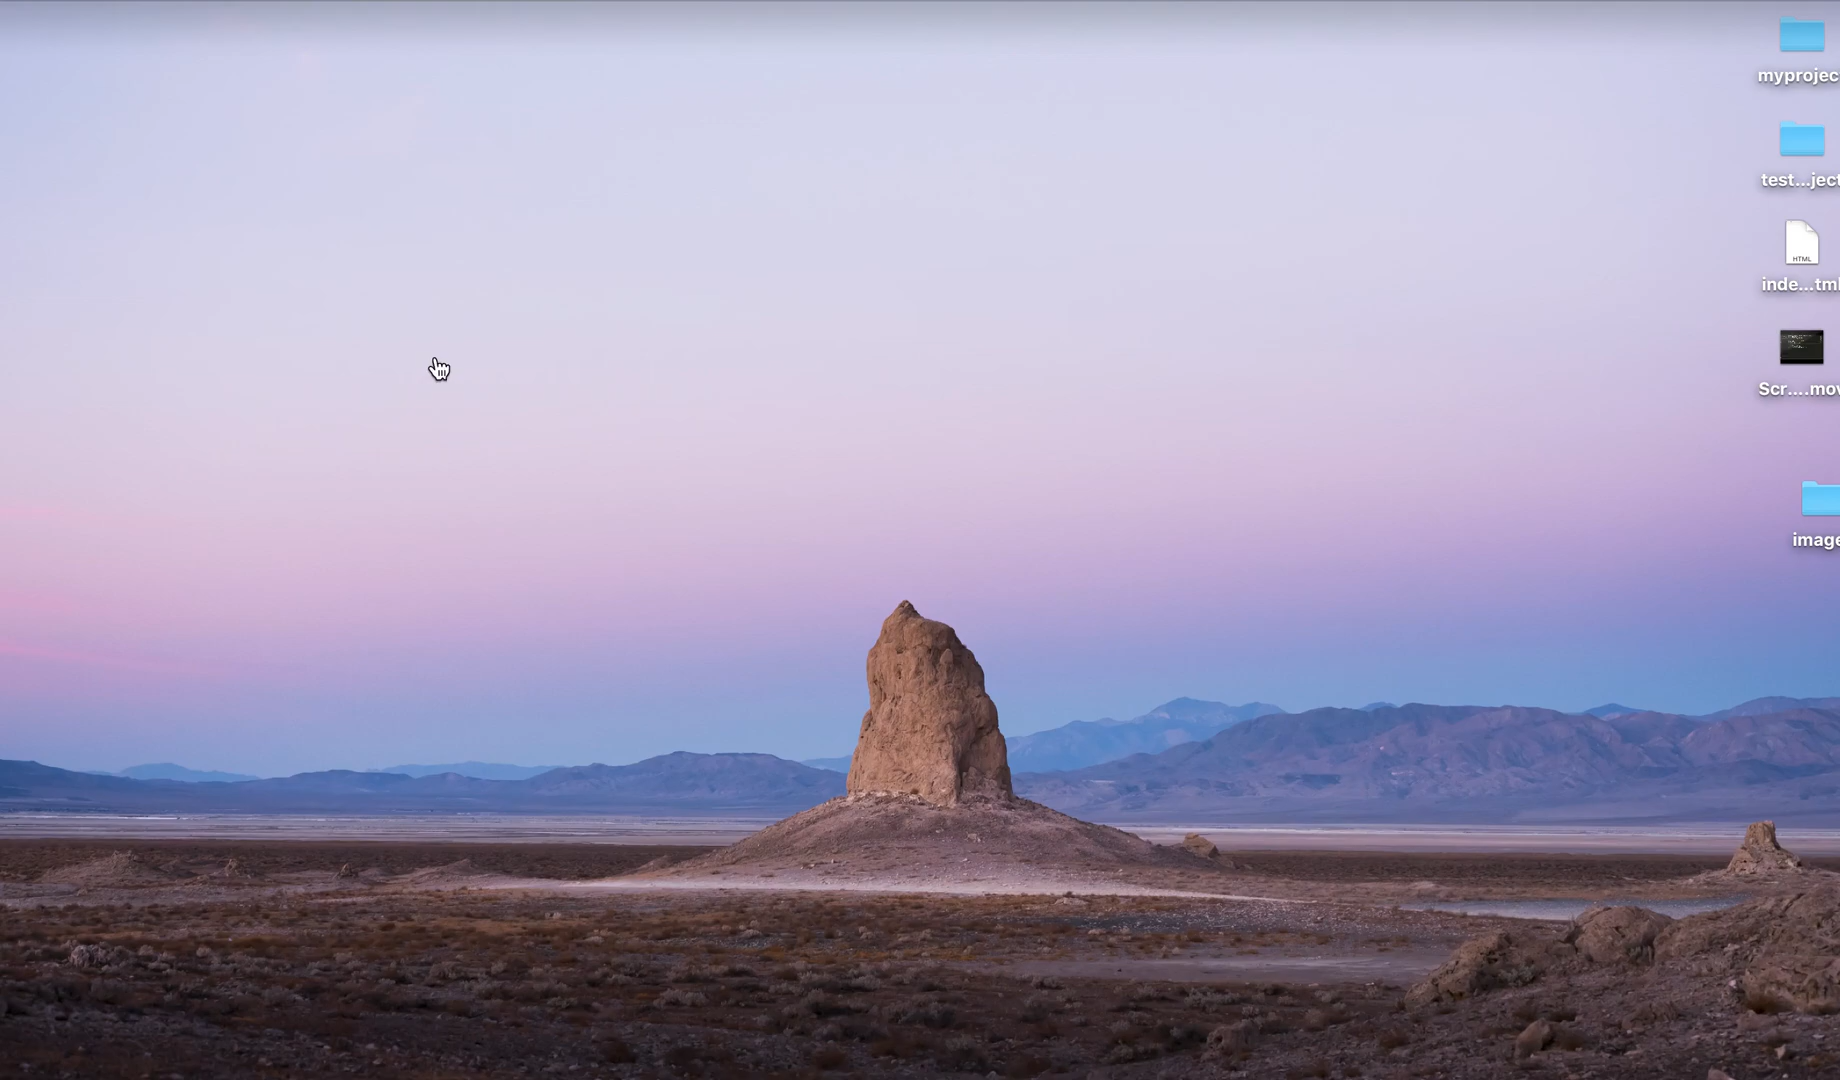 myprojec
test...ject
HTML
inde...tml
Scr....mov
image